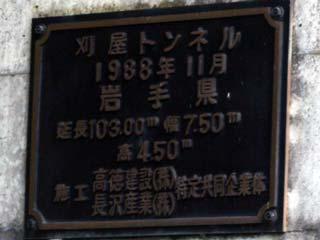 刈屋トンネル
1988年11月
岩手県
延長103.00m 幅7.50m
高4.50m
施工 高徳建設(株) 特定共同企業体
長沢産業(株)